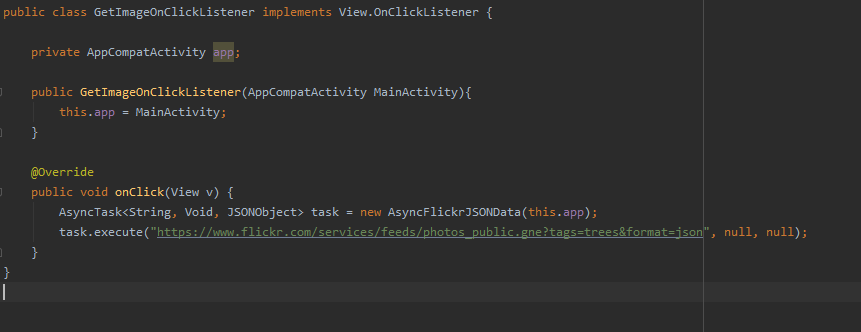 public class GetImageOnClickListener implements View.OnClickListener {
private AppCompatActivity app;
public GetImageOnClickListener(AppCompatActivity MainActivity){
this.app = MainActivity;
}
@Override
public void onClick(View v) {
AsyncTask<String, Void, JSONObject> task = new AsyncFlickrJSONData(this.app);
task.execute("https://www.flickr.com/services/feeds/photos_public.gne?tags=trees&format=json", null, null);
}
}